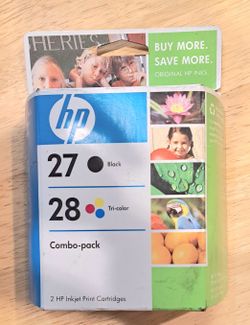 HERIES
BUY MORE.
SAVE MORE.
ORIGINAL HP INKS.
hp
27 Black
28 Tri-color
Combo-pack
2 HP Inkjet Print Cartridges